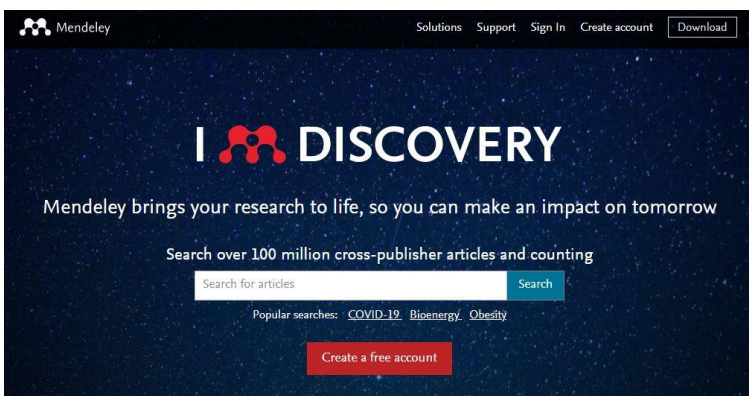 Mendeley
Solutions Support Sign In Create account Download
I DISCOVERY
Mendeley brings your research to life, so you can make an impact on tomorrow
Search over 100 million cross-publisher articles and counting
Search for articles Search
Popular searches: COVID-19 Bioenergy Obesity
Create a free account